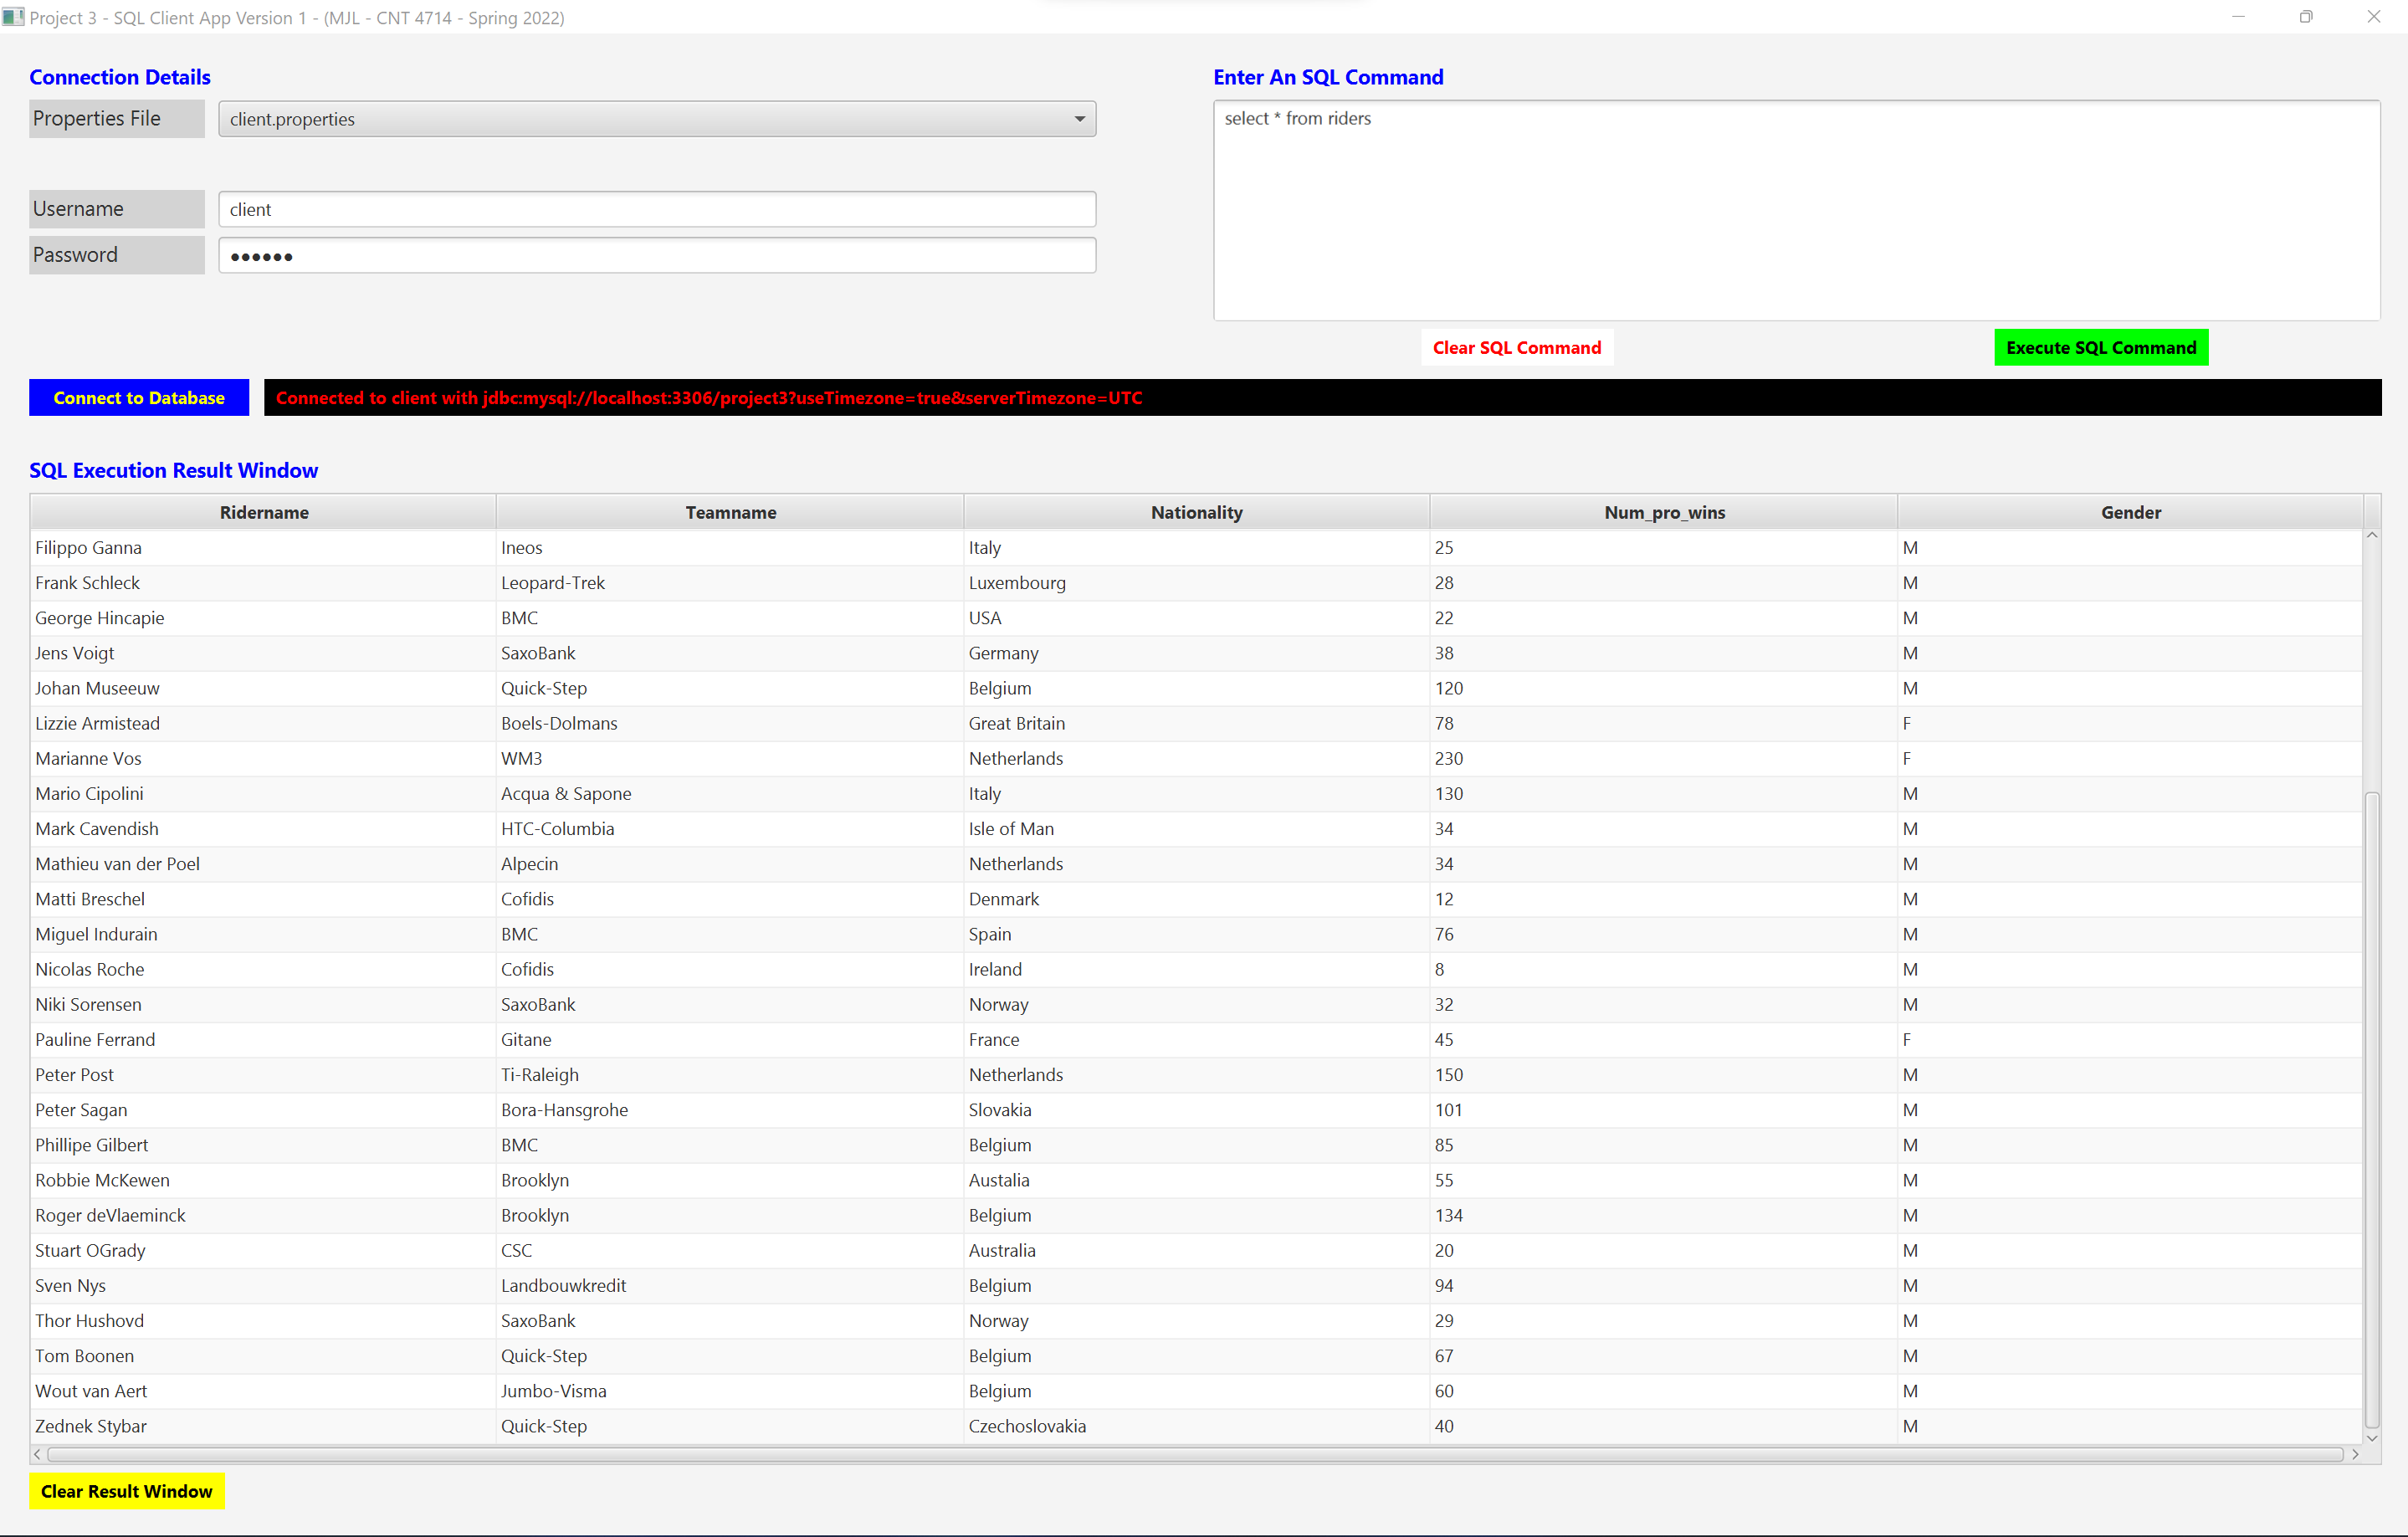 Project 3 - SQL Client App Version 1 - (MJL - CNT 4714 - Spring 2022)
Connection Details
Properties File client.properties
Username client
Password ••••••
Enter An SQL Command
select * from riders
Clear SQL Command Execute SQL Command
Connect to Database Connected to client with jdbc:mysql://localhost:3306/project3?useTimezone=true&serverTimezone=UTC
SQL Execution Result Window
Ridername Teamname Nationality Num_pro_wins Gender
Filippo Ganna Ineos Italy 25 M
Frank Schleck Leopard-Trek Luxembourg 28 M
George Hincapie BMC USA 22 M
Jens Voigt SaxoBank Germany 38 M
Johan Museeuw Quick-Step Belgium 120 M
Lizzie Armistead Boels-Dolmans Great Britain 78 F
Marianne Vos WM3 Netherlands 230 F
Mario Cipolini Acqua & Sapone Italy 130 M
Mark Cavendish HTC-Columbia Isle of Man 34 M
Mathieu van der Poel Alpecin Netherlands 34 M
Matti Breschel Cofidis Denmark 12 M
Miguel Indurain BMC Spain 76 M
Nicolas Roche Cofidis Ireland 8 M
Niki Sorensen SaxoBank Norway 32 M
Pauline Ferrand Gitane France 45 F
Peter Post Ti-Raleigh Netherlands 150 M
Peter Sagan Bora-Hansgrohe Slovakia 101 M
Phillipe Gilbert BMC Belgium 85 M
Robbie McKewen Brooklyn Austalia 55 M
Roger deVlaeminck Brooklyn Belgium 134 M
Stuart OGrady CSC Australia 20 M
Sven Nys Landbouwkredit Belgium 94 M
Thor Hushovd SaxoBank Norway 29 M
Tom Boonen Quick-Step Belgium 67 M
Wout van Aert Jumbo-Visma Belgium 60 M
Zednek Stybar Quick-Step Czechoslovakia 40 M
Clear Result Window